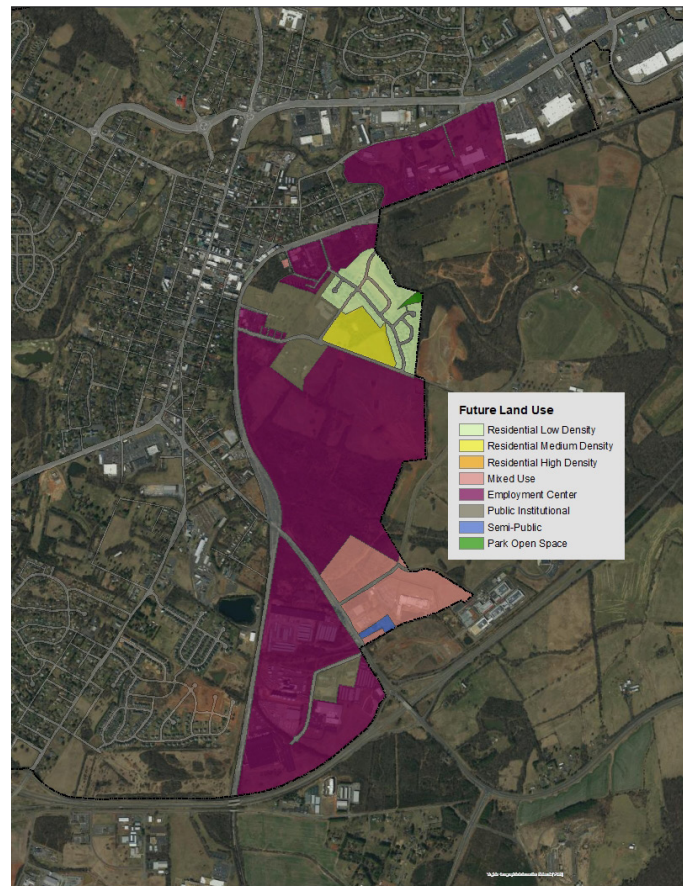 Future Land Use
Residential Low Density
Residential Medium Density
Residential High Density
Mixed Use
Employment Center
Public Institutional
Semi-Public
Park Open Space